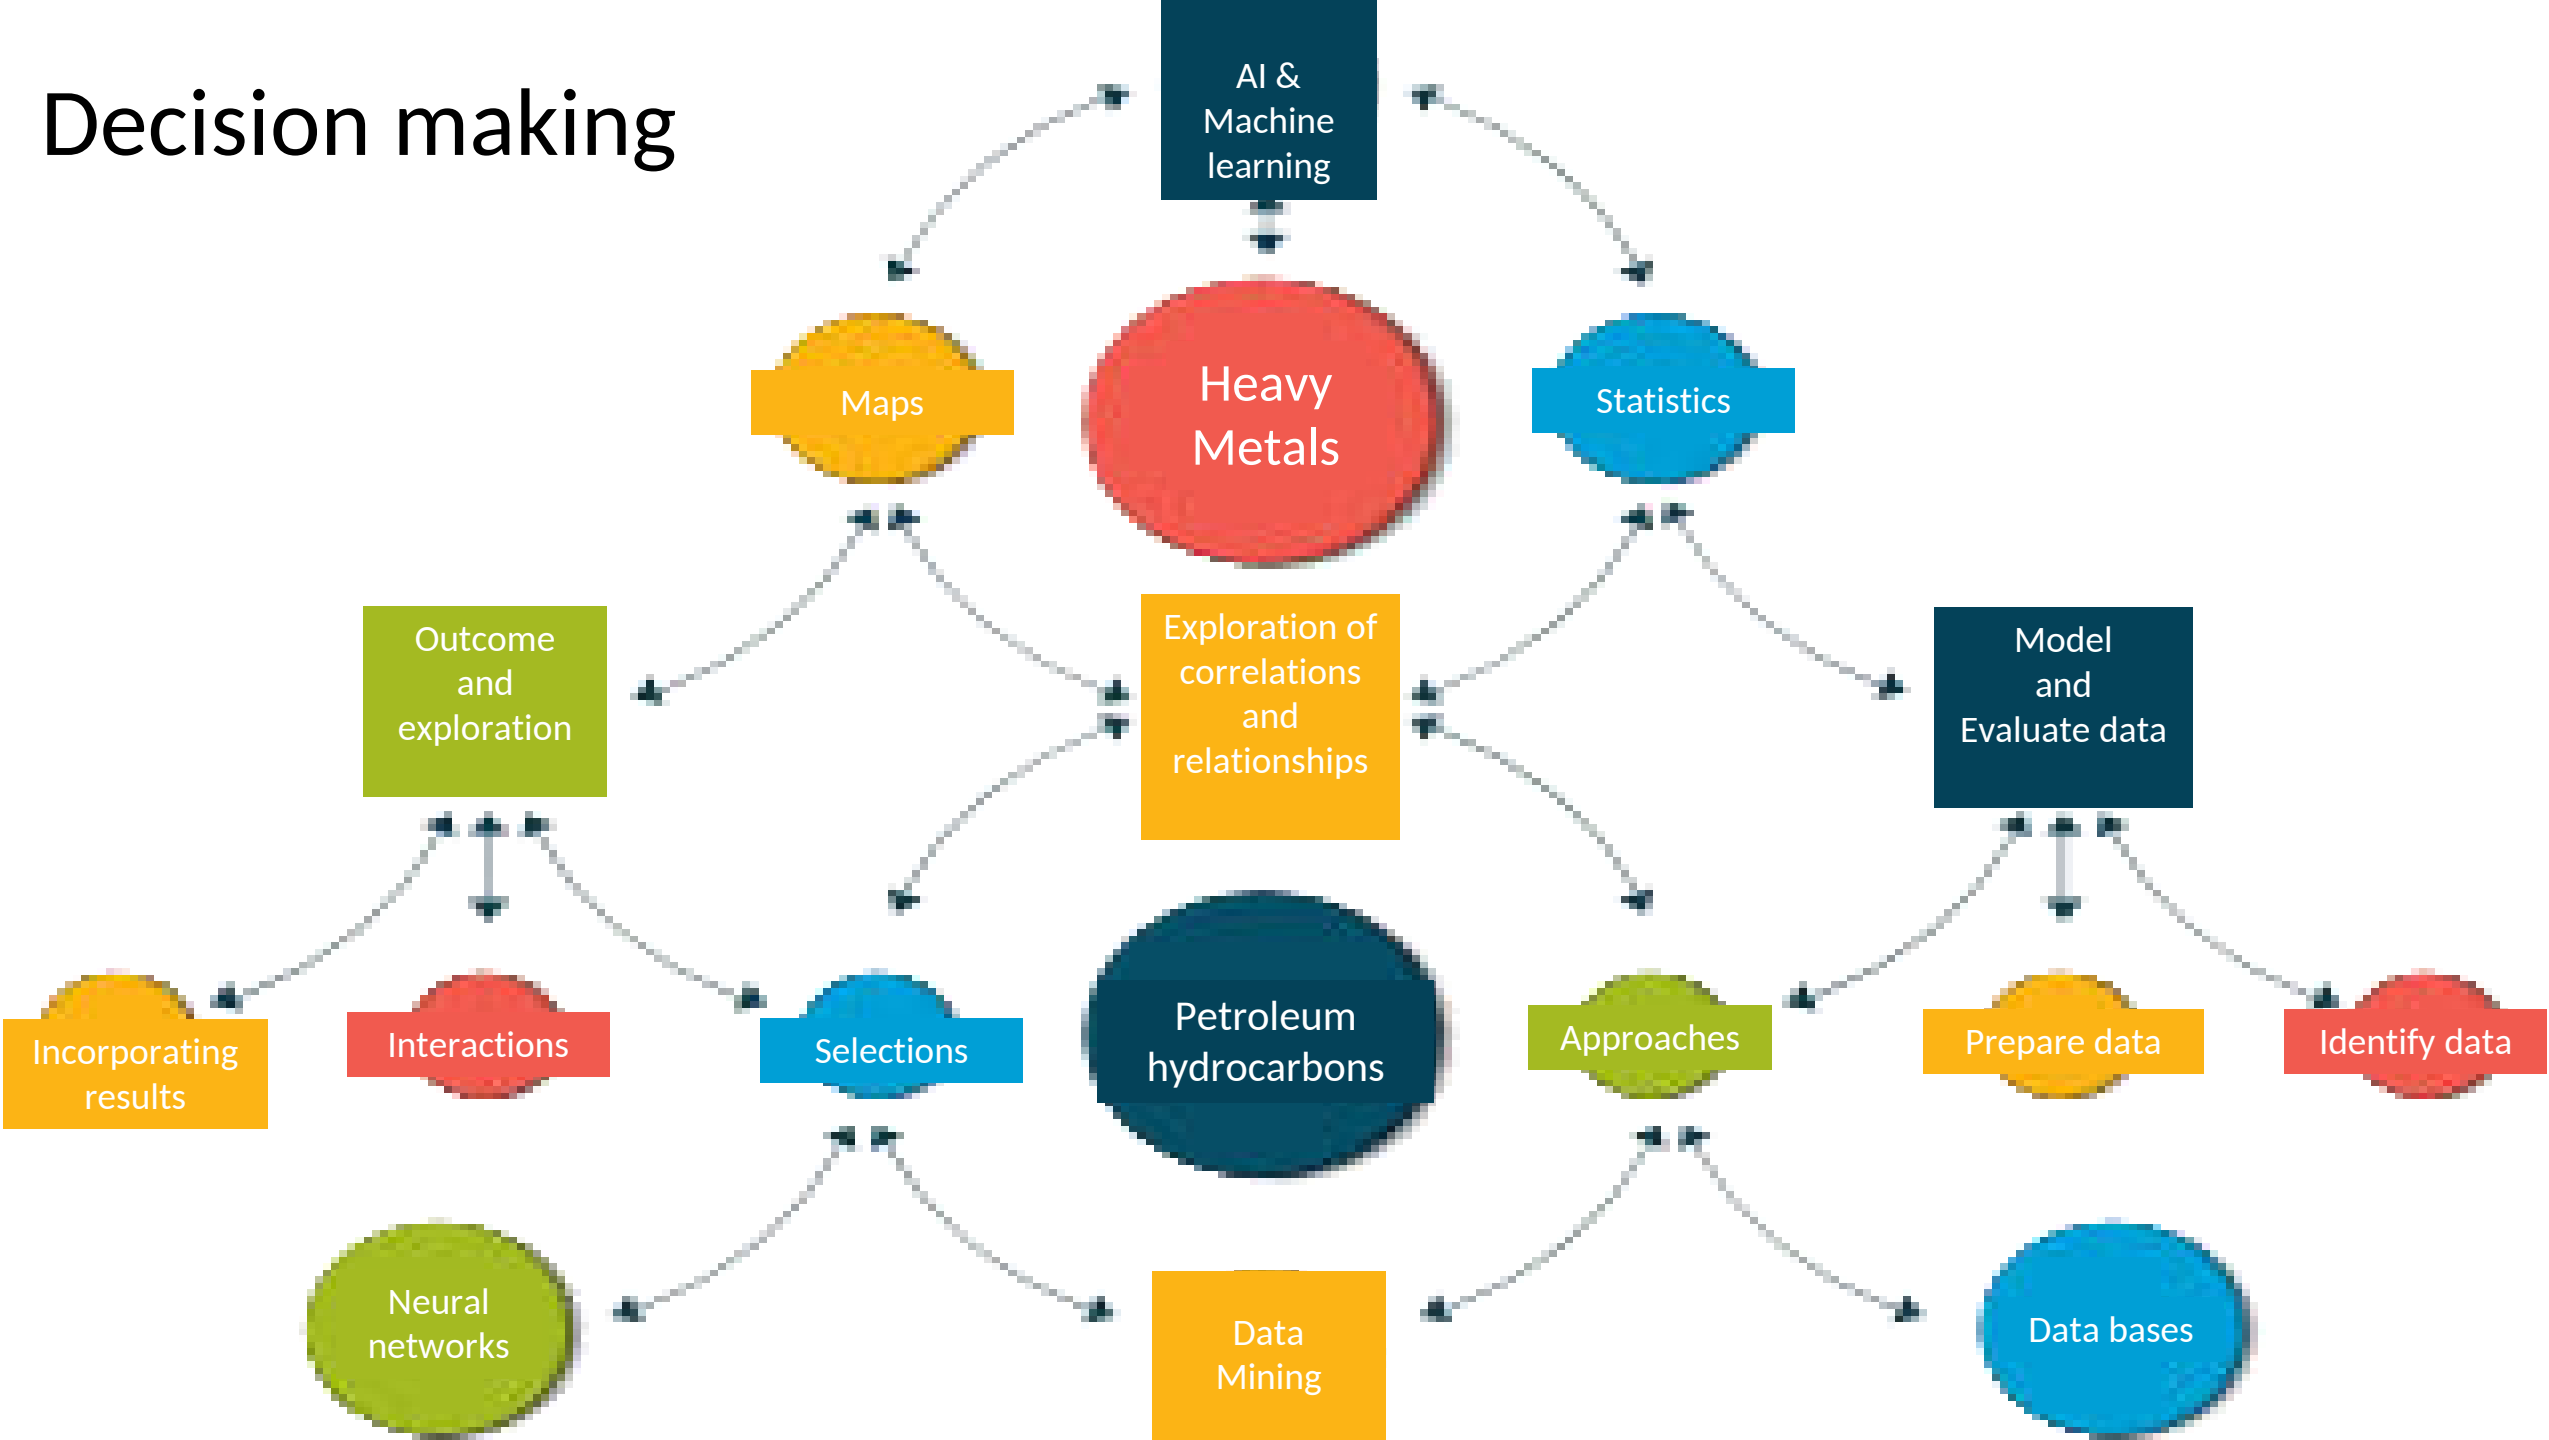 Decision making
AI &
Machine
learning
Maps
Heavy
Metals
Statistics
Outcome
and
exploration
Exploration of
correlations
and
relationships
Model
and
Evaluate data
Incorporating
results
Interactions
Selections
Petroleum
hydrocarbons
Approaches
Prepare data
Identify data
Neural
networks
Data
Mining
Data bases